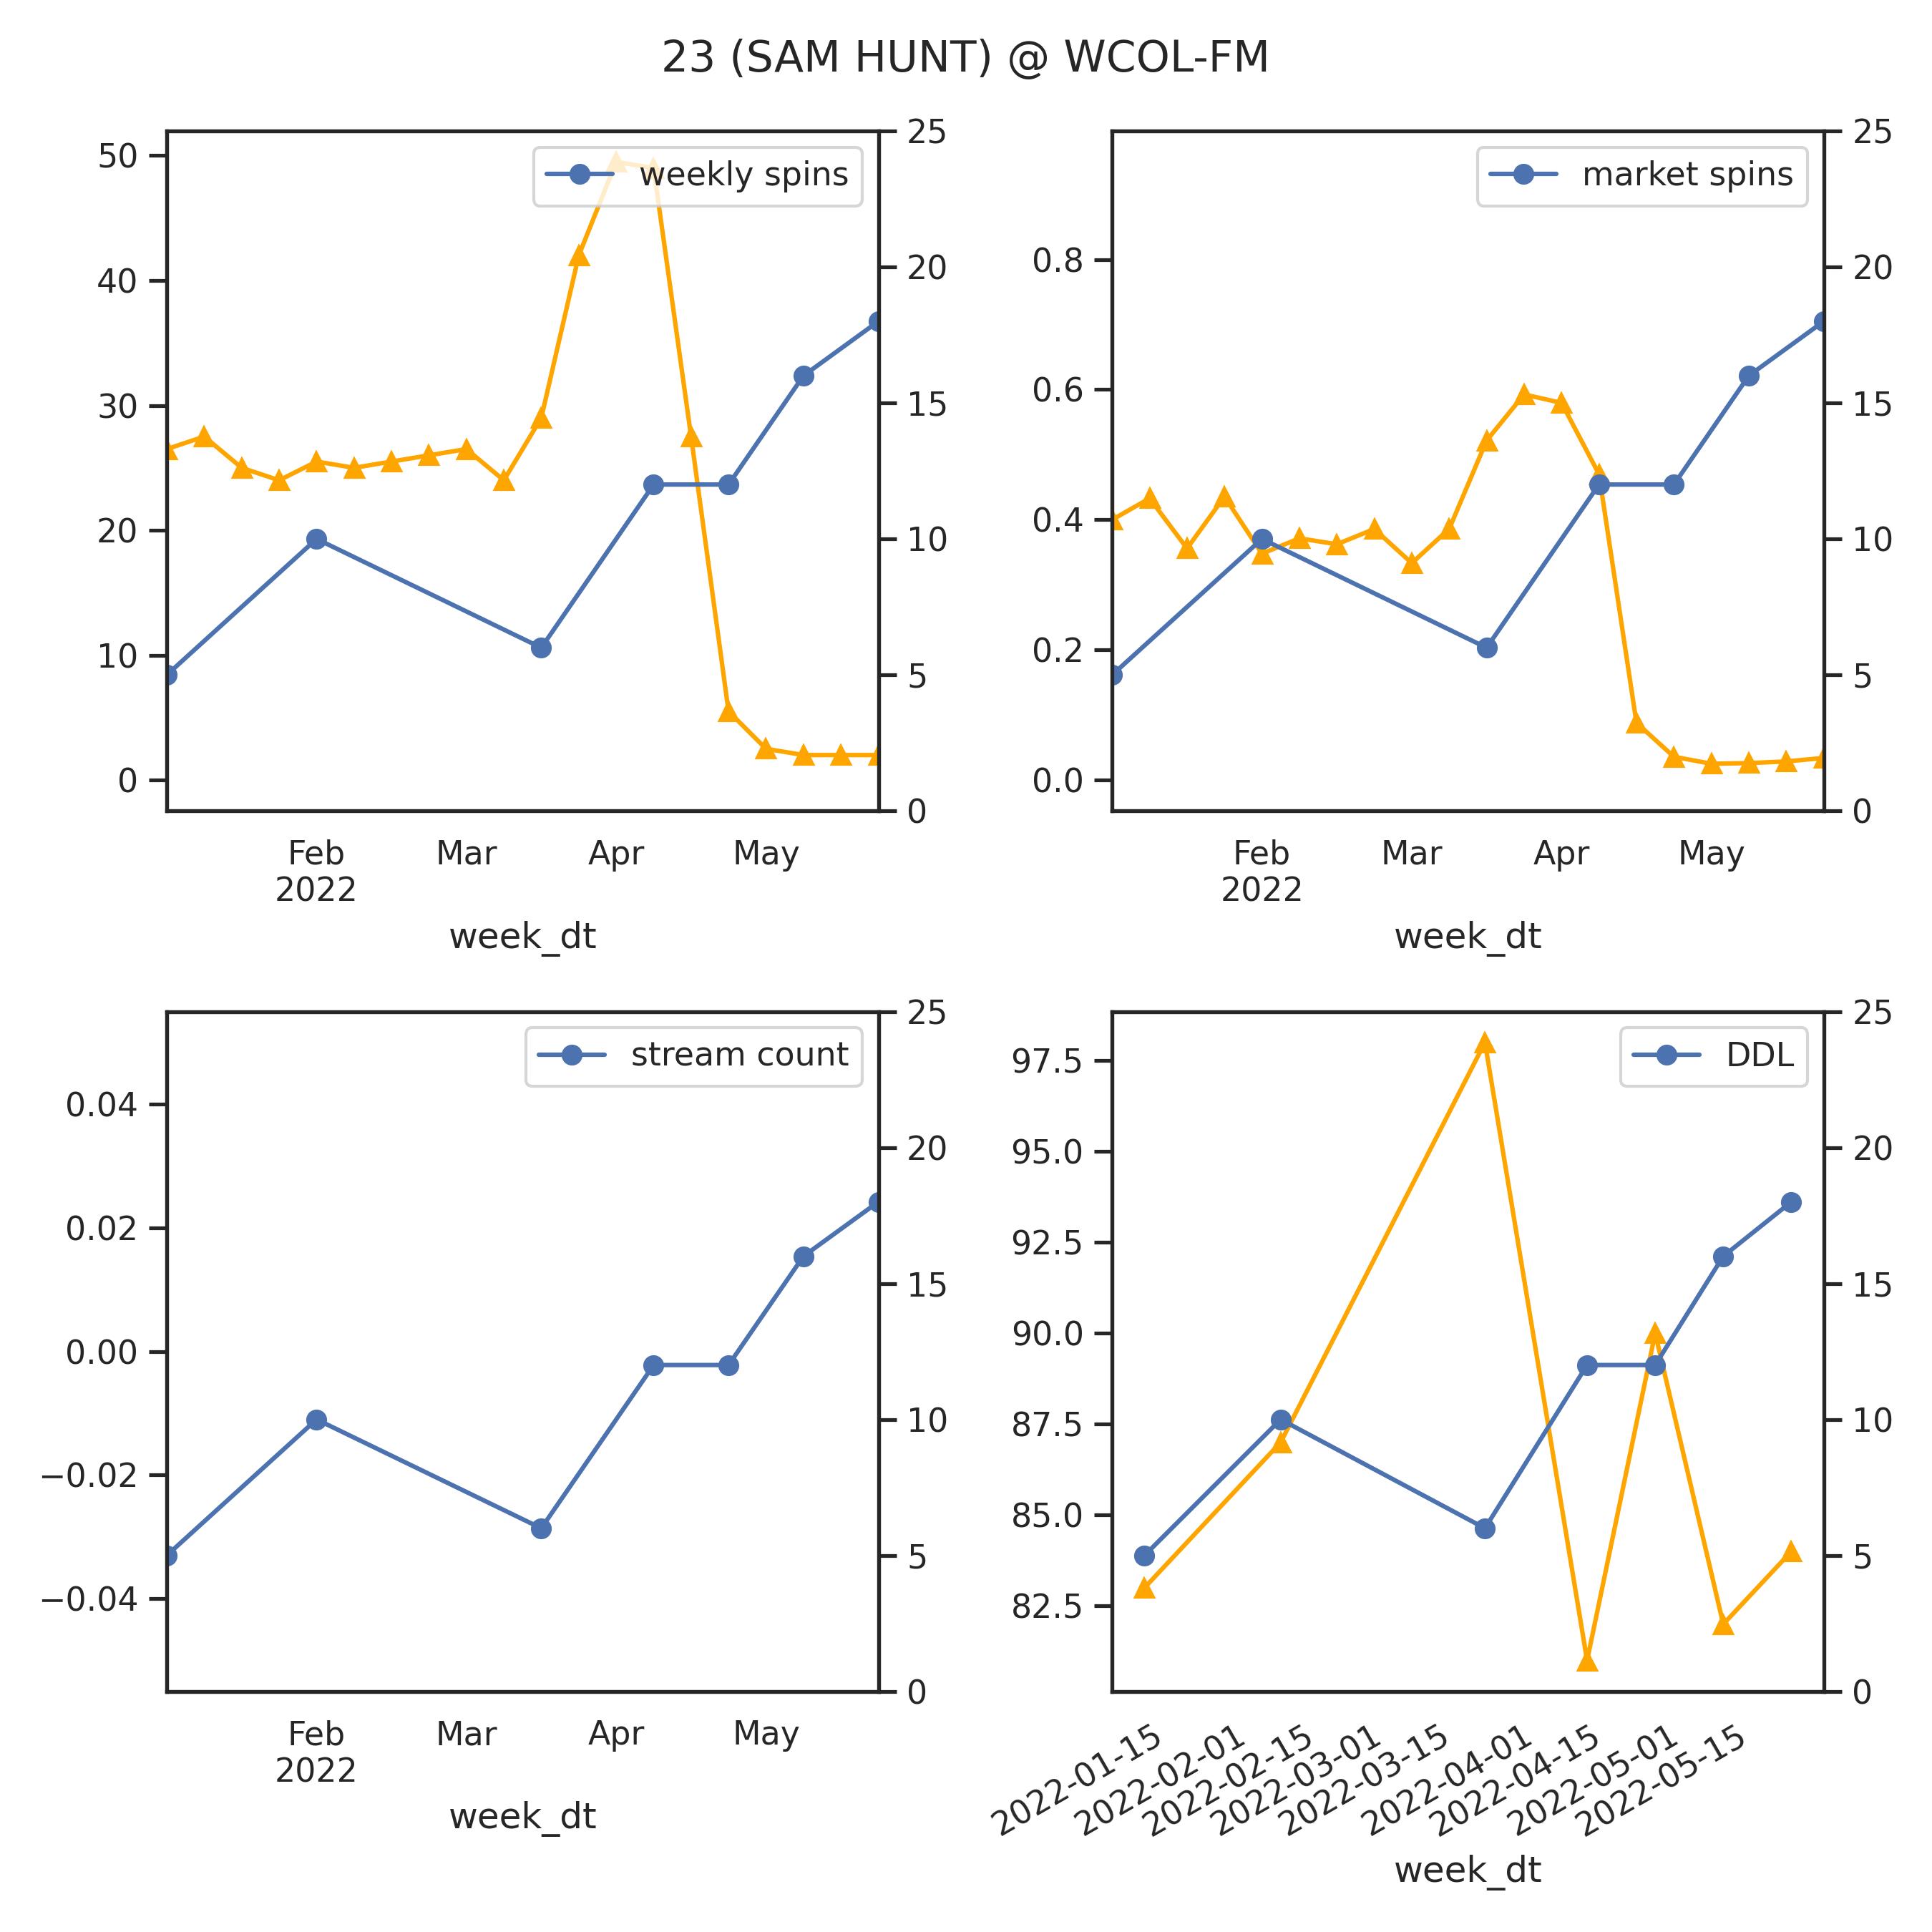 23 (SAM HUNT) @ WCOL-FM
50
40
30
20
10
0
25
20
15
10
5
0
weekly spins
Feb
2022
Mar
Apr
May
week_dt
0.8
0.6
0.4
0.2
0.0
25
20
15
10
5
0
market spins
Feb
2022
Mar
Apr
May
week_dt
0.04
0.02
0.00
−0.02
−0.04
25
20
15
10
5
0
stream count
Feb
2022
Mar
Apr
May
week_dt
97.5
95.0
92.5
90.0
87.5
85.0
82.5
25
20
15
10
5
0
DDL
2022-01-15
2022-02-01
2022-02-15
2022-03-01
2022-03-15
2022-04-01
2022-04-15
2022-05-01
2022-05-15
week_dt